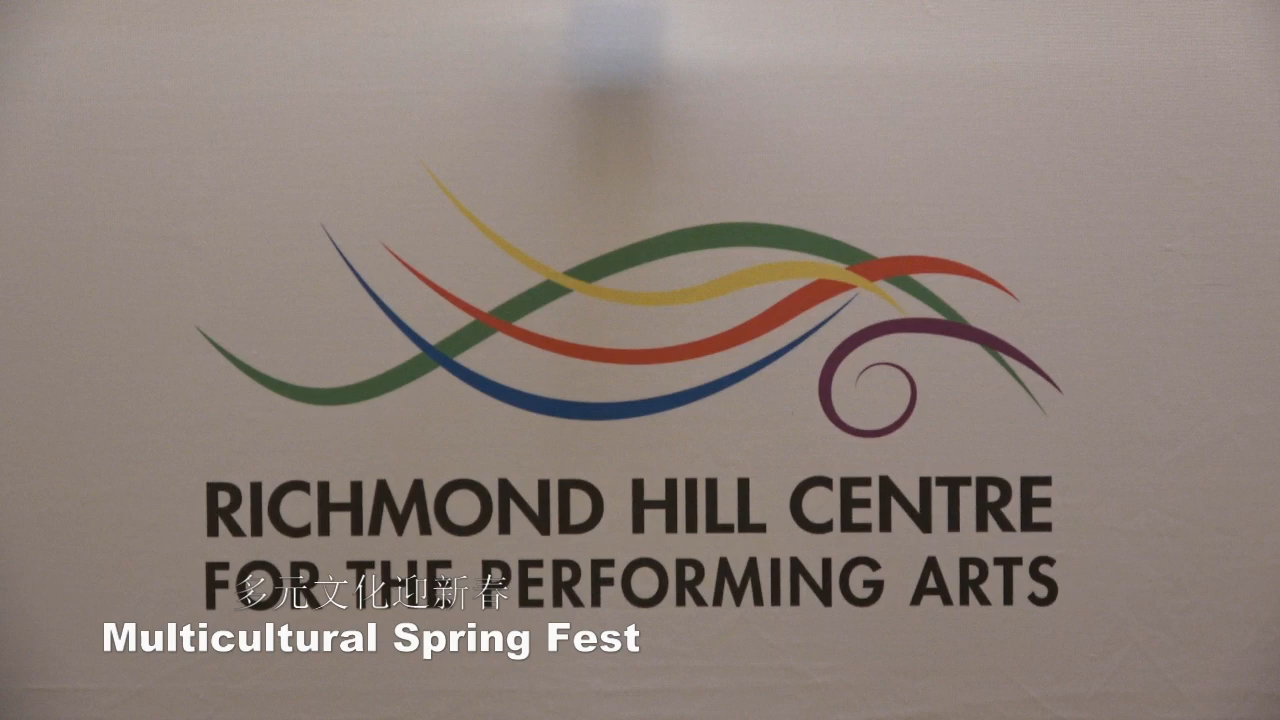 RICHMOND HILL CENTRE
FOR THE PERFORMING ARTS
多元文化迎新春
Multicultural Spring Fest